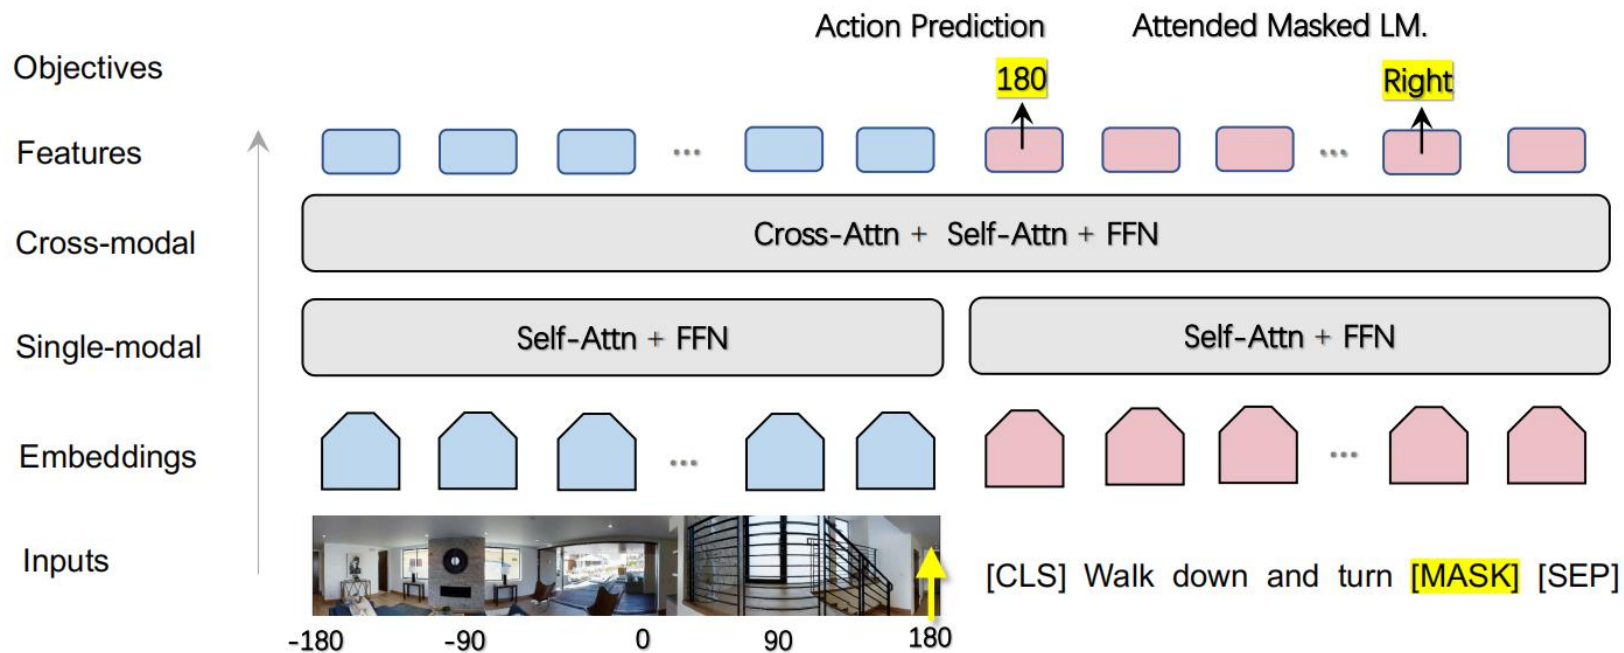 Action Prediction Attended Masked LM.
Objectives 180 Right
Features ... ...
Cross-modal Cross-Attn + Self-Attn + FFN
Single-modal Self-Attn + FFN Self-Attn + FFN
Embeddings ... ...
Inputs [CLS] Walk down and turn [MASK] [SEP]
-180 -90 0 90 180